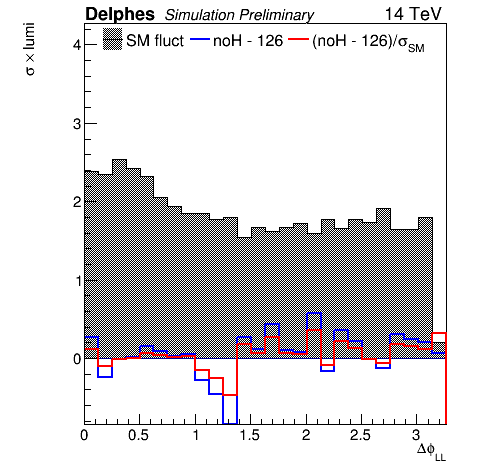 Delphes Simulation Preliminary 14 TeV
σ × lumi
SM fluct noH - 126 (noH - 126)/σSM
4
3
2
1
0
0 0.5 1 1.5 2 2.5 3
ΔϕLL